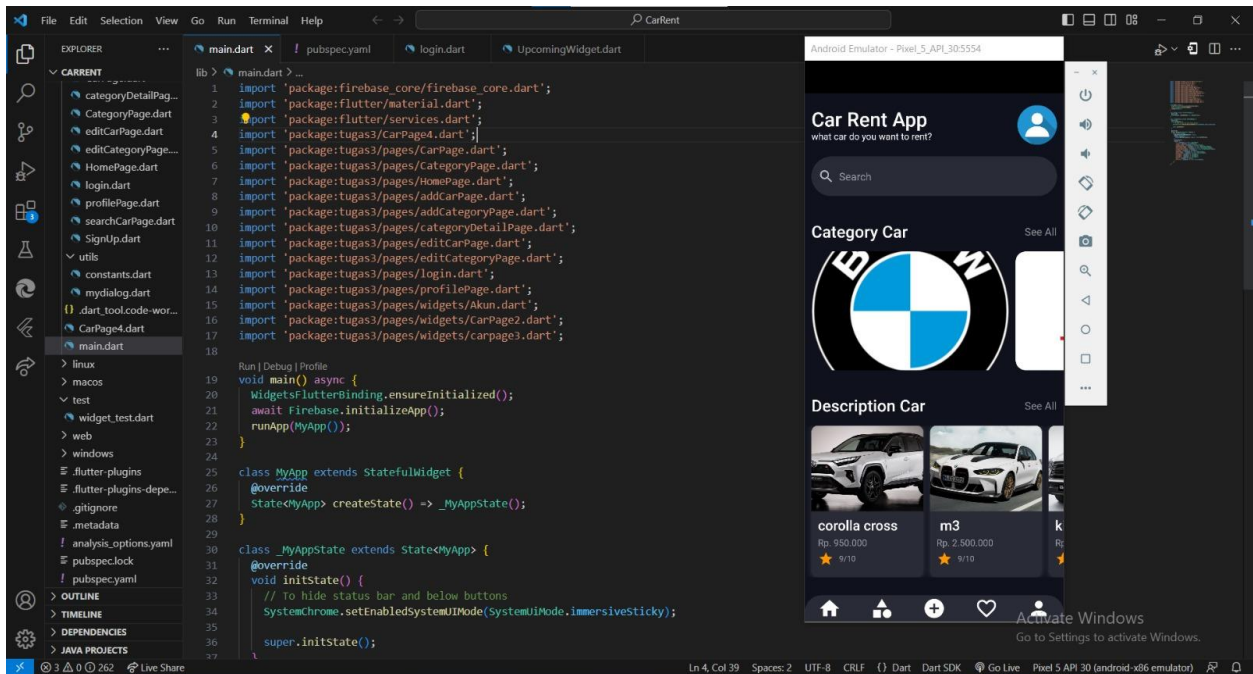 File Edit Selection View Go Run Terminal Help
CarRent
EXPLORER
main.dart
pubspec.yaml
login.dart
UpcomingWidget.dart
CARRENT
categoryDetailPag...
CategoryPage.dart
editCarPage.dart
editCategoryPage....
HomePage.dart
login.dart
profilePage.dart
searchCarPage.dart
SignUp.dart
utils
constants.dart
mydialog.dart
.dart_tool.code-wor...
CarPage4.dart
main.dart
linux
macos
test
widget_test.dart
web
windows
.flutter-plugins
.flutter-plugins-depe...
.gitignore
.metadata
analysis_options.yaml
pubspec.lock
pubspec.yaml
OUTLINE
TIMELINE
DEPENDENCIES
JAVA PROJECTS
3
lib > main.dart > ...
1 import 'package:firebase_core/firebase_core.dart';
2 import 'package:flutter/material.dart';
3 import 'package:flutter/services.dart';
4 import 'package:tugas3/CarPage4.dart';
5 import 'package:tugas3/pages/CarPage.dart';
6 import 'package:tugas3/pages/CategoryPage.dart';
7 import 'package:tugas3/pages/HomePage.dart';
8 import 'package:tugas3/pages/addCarPage.dart';
9 import 'package:tugas3/pages/addCategoryPage.dart';
10 import 'package:tugas3/pages/categoryDetailPage.dart';
11 import 'package:tugas3/pages/editCarPage.dart';
12 import 'package:tugas3/pages/editCategoryPage.dart';
13 import 'package:tugas3/pages/login.dart';
14 import 'package:tugas3/pages/profilePage.dart';
15 import 'package:tugas3/pages/widgets/Akun.dart';
16 import 'package:tugas3/pages/widgets/CarPage2.dart';
17 import 'package:tugas3/pages/widgets/carpage3.dart';
18
Run | Debug | Profile
19 void main() async {
20 WidgetsFlutterBinding.ensureInitialized();
21 await Firebase.initializeApp();
22 runApp(MyApp());
23 }
24
25 class MyApp extends StatefulWidget {
26 @override
27 State<MyApp> createState() => _MyAppState();
28 }
29
30 class _MyAppState extends State<MyApp> {
31 @override
32 void initState() {
33 // To hide status bar and below buttons
34 SystemChrome.setEnabledSystemUIMode(SystemUiMode.immersiveSticky);
35
36 super.initState();
37 }
Android Emulator - Pixel_5_API_30:5554
Car Rent App
what car do you want to rent?
Search
Category Car See All
B M W
Description Car See All
corolla cross
Rp. 950.000
9/10
m3
Rp. 2.500.000
9/10
k
Rp
Activate Windows
Go to Settings to activate Windows.
3 0 262 Live Share
Ln 4, Col 39 Spaces: 2 UTF-8 CRLF {} Dart Dart SDK Go Live Pixel 5 API 30 (android-x86 emulator)